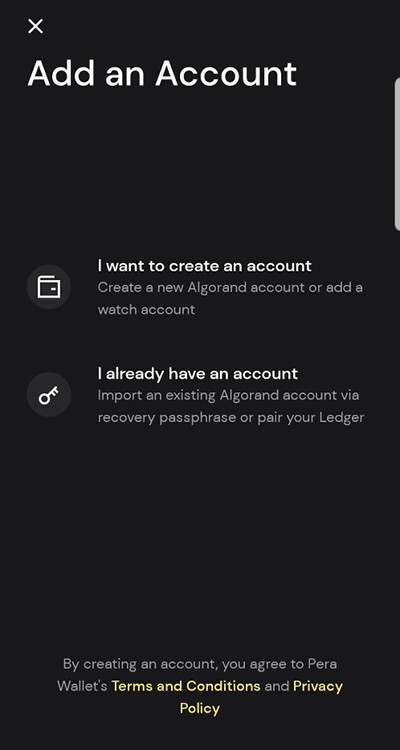 Add an Account
I want to create an account
Create a new Algorand account or add a
watch account
I already have an account
Import an existing Algorand account via
recovery passphrase or pair your Ledger
By creating an account, you agree to Pera
Wallet's Terms and Conditions and Privacy
Policy